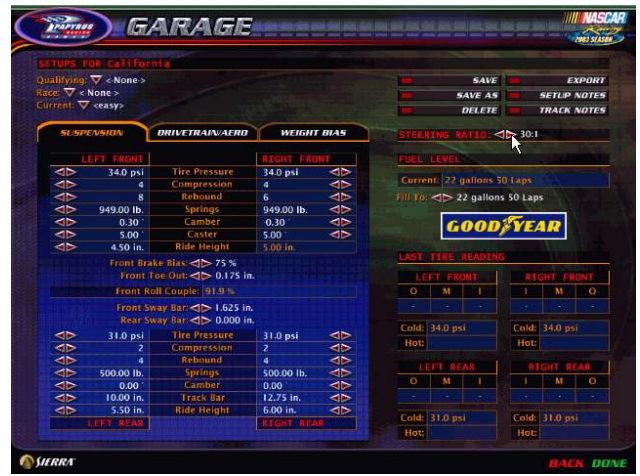 PAPYRUS
RACING
GAMES
GARAGE
NASCAR
Racing
2003 SEASON
SETUPS FOR California
Qualifying: < None>
Race: < None >
Current: <easy>
SAVE EXPORT
SAVE AS SETUP NOTES
DELETE TRACK NOTES
SUSPENSION DRIVETRAIN/AERO WEIGHT BIAS
STEERING RATIO: 30:1
LEFT FRONT RIGHT FRONT
34.0 psi Tire Pressure 34.0 psi
4 Compression 4
8 Rebound 6
949.00 lb. Springs 949.00 lb.
0.30 ° Camber -0.30 °
5.00 ° Caster 5.00 °
4.50 in. Ride Height 5.00 in.
Front Brake Bias: 75 %
Front Toe Out: 0.175 in.
Front Roll Couple: 91.9 %
Front Sway Bar: 1.625 in.
Rear Sway Bar: 0.000 in.
31.0 psi Tire Pressure 31.0 psi
2 Compression 2
4 Rebound 4
500.00 lb. Springs 500.00 lb.
0.00 ° Camber 0.00 °
10.00 in. Track Bar 12.75 in.
5.50 in. Ride Height 6.00 in.
LEFT REAR RIGHT REAR
FUEL LEVEL
Current: 22 gallons 50 Laps
Fill To: 22 gallons 50 Laps
GOODYEAR
LAST TIRE READING
LEFT FRONT RIGHT FRONT
O M I I M O
- - - - - -
Cold: 34.0 psi Cold: 34.0 psi
Hot: Hot:
LEFT REAR RIGHT REAR
O M I I M O
- - - - - -
Cold: 31.0 psi Cold: 31.0 psi
Hot: Hot:
SIERRA
BACK DONE